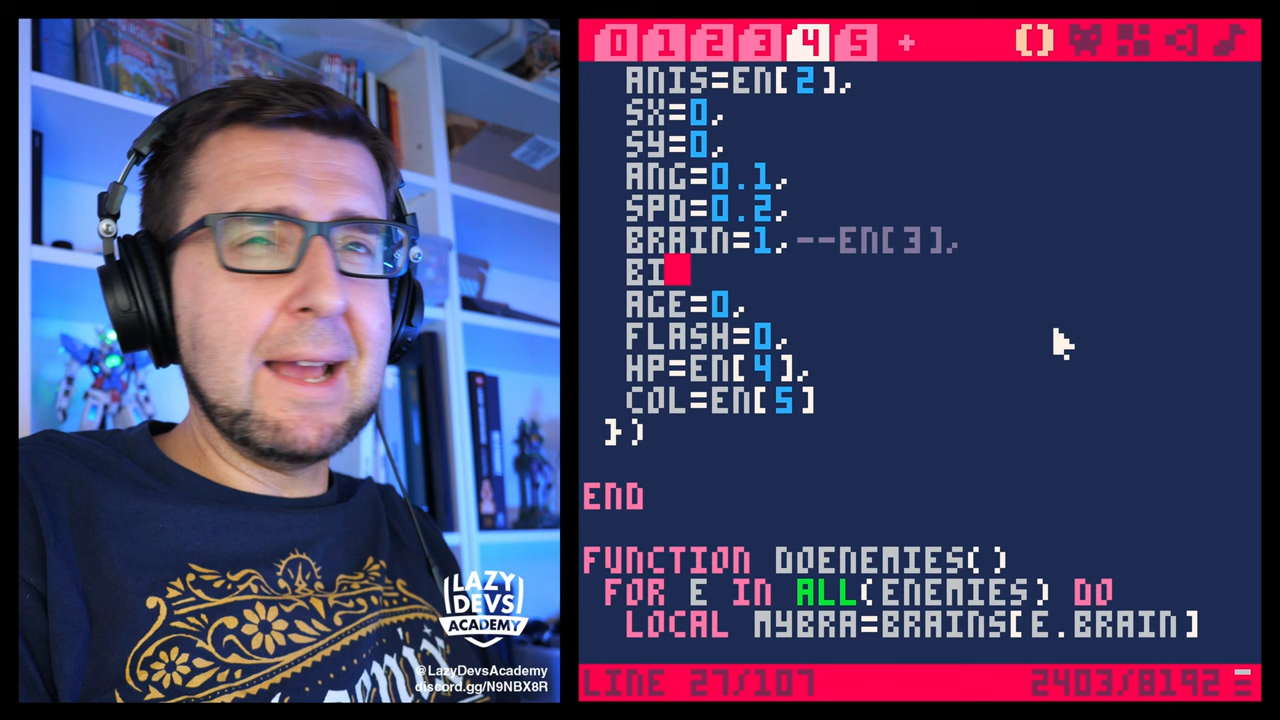 0 1 2 3 4 5 +
ANIS=EN[2],
SX=0,
SY=0,
ANG=0.1,
SPD=0.2,
BRAIN=1,--EN[3],
BI
AGE=0,
FLASH=0,
HP=EN[4],
COL=EN[5]
})
END
FUNCTION DOENEMIES()
FOR E IN ALL(ENEMIES) DO
LOCAL MYBRA=BRAINS[E.BRAIN]
LINE 27/107 2403/8192
LAZY
DEVS
ACADEMY
@LazyDevsAcademy
discord.gg/N9NBX8R